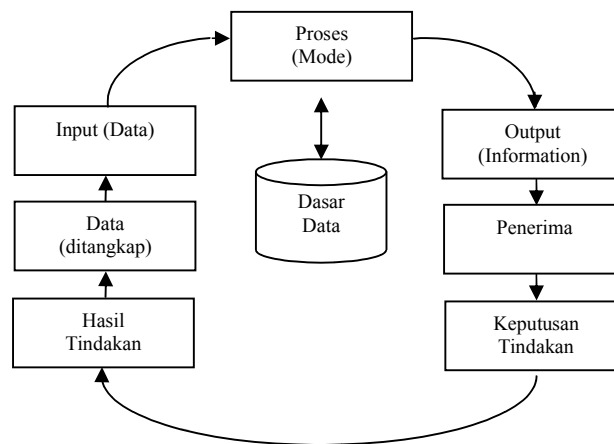 Proses
(Mode)
Input (Data)
Output
(Information)
Dasar
Data
Data
(ditangkap)
Penerima
Hasil
Tindakan
Keputusan
Tindakan